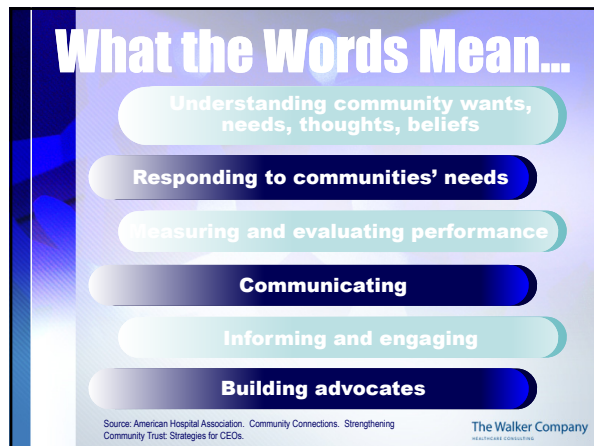 What the Words Mean...
Understanding community wants,
needs, thoughts, beliefs
Responding to communities' needs
Measuring and evaluating performance
Communicating
Informing and engaging
Building advocates
Source: American Hospital Association. Community Connections. Strengthening
Community Trust: Strategies for CEOs.
The Walker Company
HEALTHCARE CONSULTING